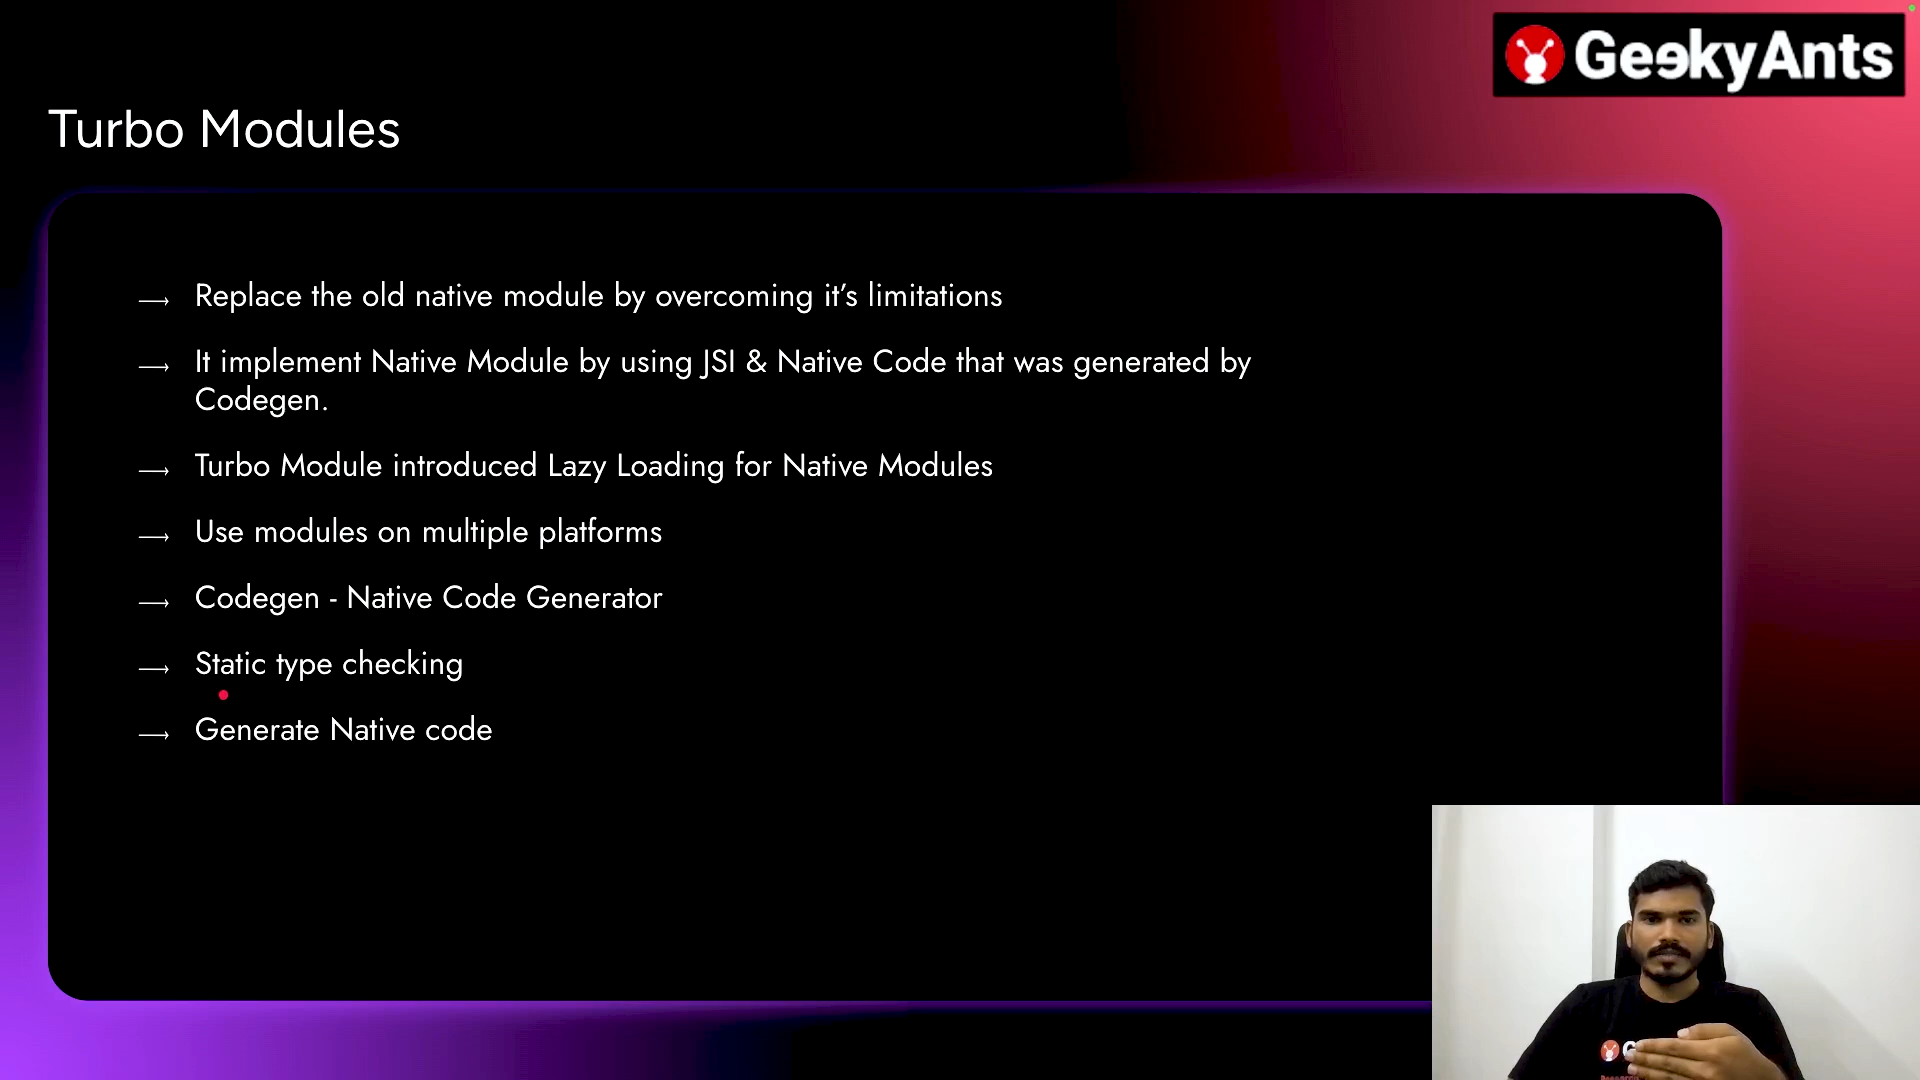 GeekyAnts
Turbo Modules
Replace the old native module by overcoming it’s limitations
It implement Native Module by using JSI & Native Code that was generated by
Codegen.
Turbo Module introduced Lazy Loading for Native Modules
Use modules on multiple platforms
Codegen - Native Code Generator
Static type checking
Generate Native code